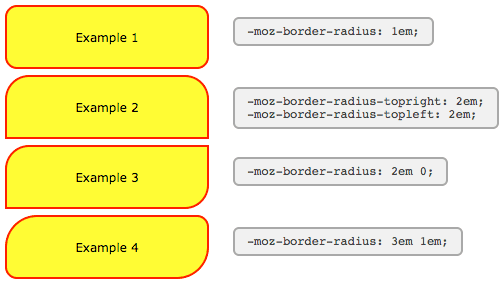 Example 1
-moz-border-radius: 1em;
Example 2
-moz-border-radius-topright: 2em;
-moz-border-radius-topleft: 2em;
Example 3
-moz-border-radius: 2em 0;
Example 4
-moz-border-radius: 3em 1em;